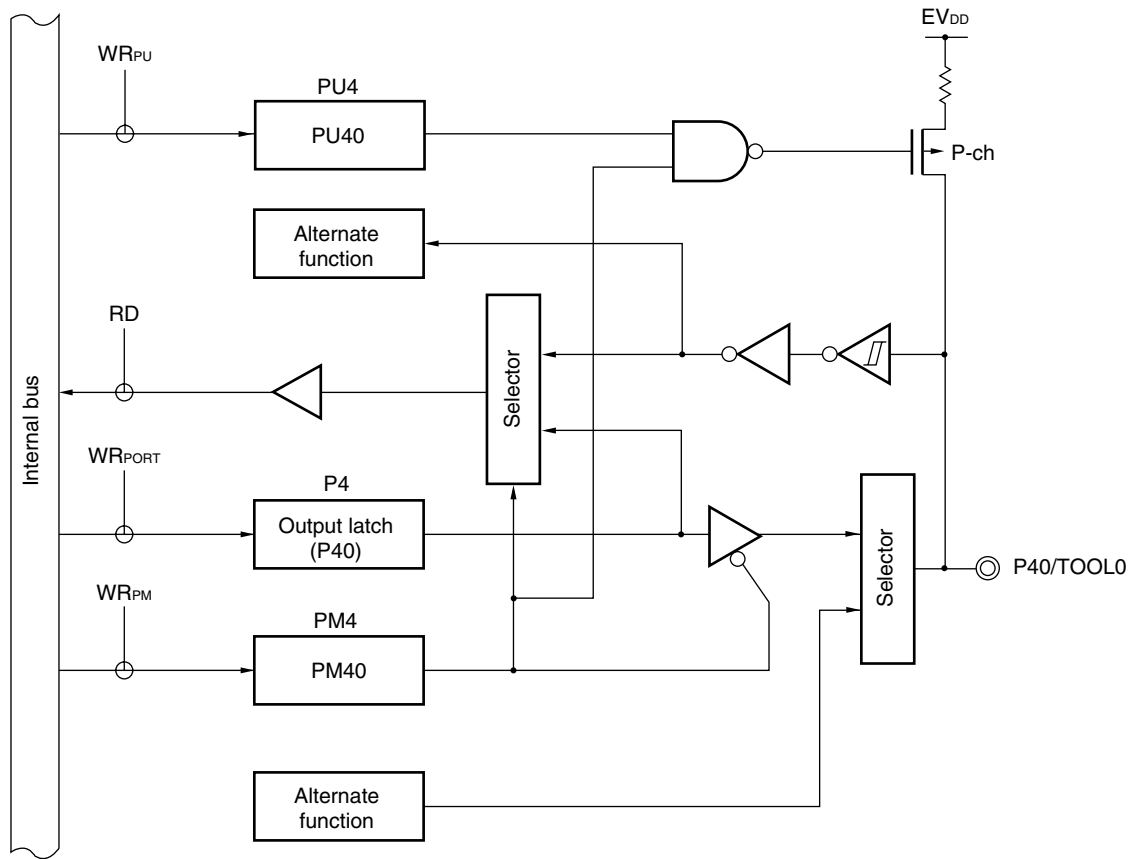 EVDD
WRPU
PU4
PU40
P-ch
Alternate
function
RD
Selector
Internal bus
WRPORT
P4
Output latch
(P40)
Selector
P40/TOOL0
WRPM
PM4
PM40
Alternate
function